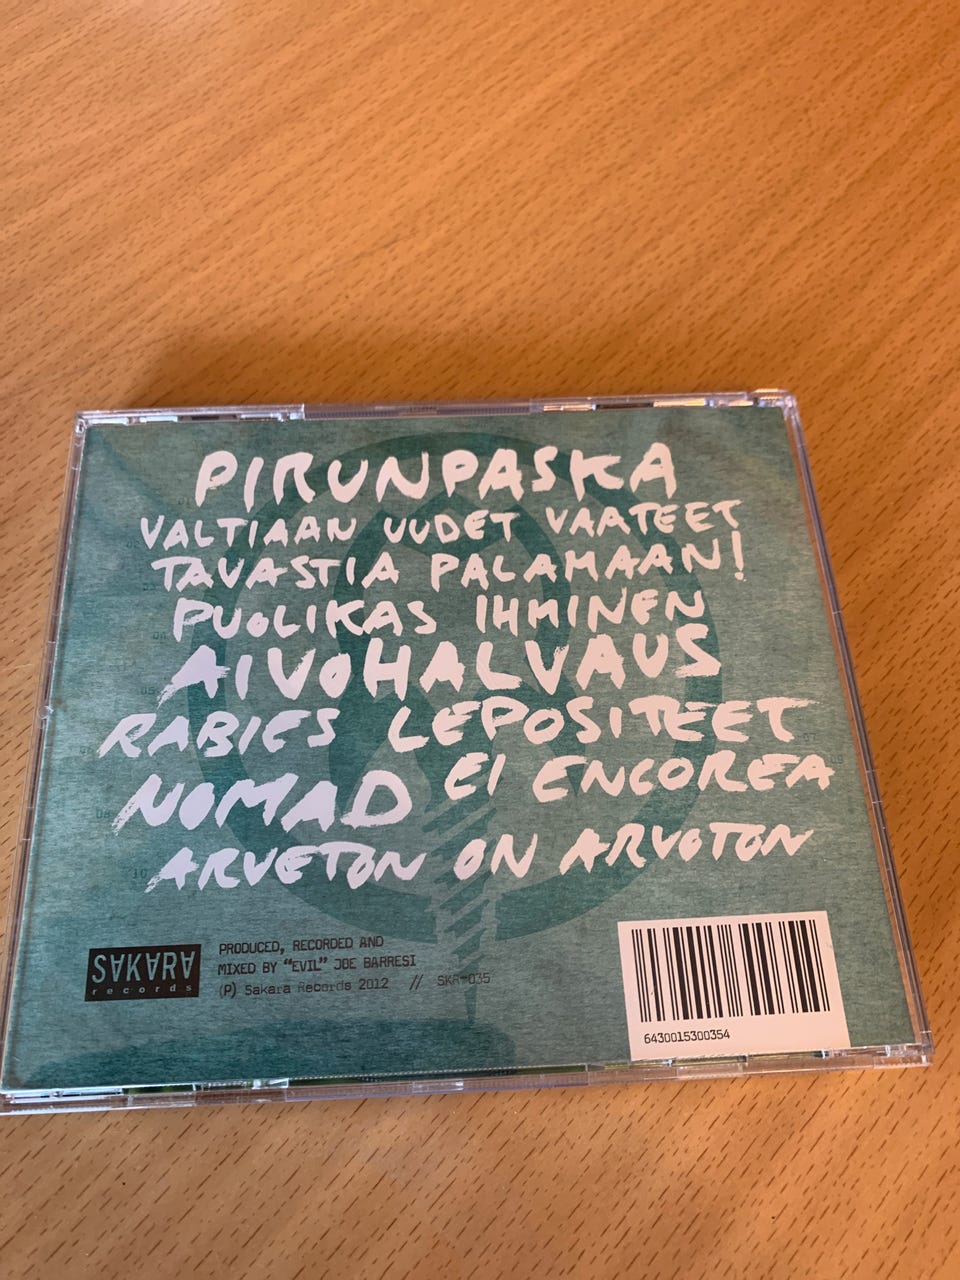 PIRUNPASKA
VALTIAAN UUDET VAATEET
TAVASTIA PALAMAAN!
PUOLIKAS IHMINEN
AIVOHALVAUS
RABIES LEPOSITEET
NOMAD EI ENCOREA
ARVETON ON ARVOTON
SAKARA
records
PRODUCED, RECORDED AND
MIXED BY “EVIL” JOE BARRESI
(P) Sakara Records 2012 // SKR-035
6430015300354